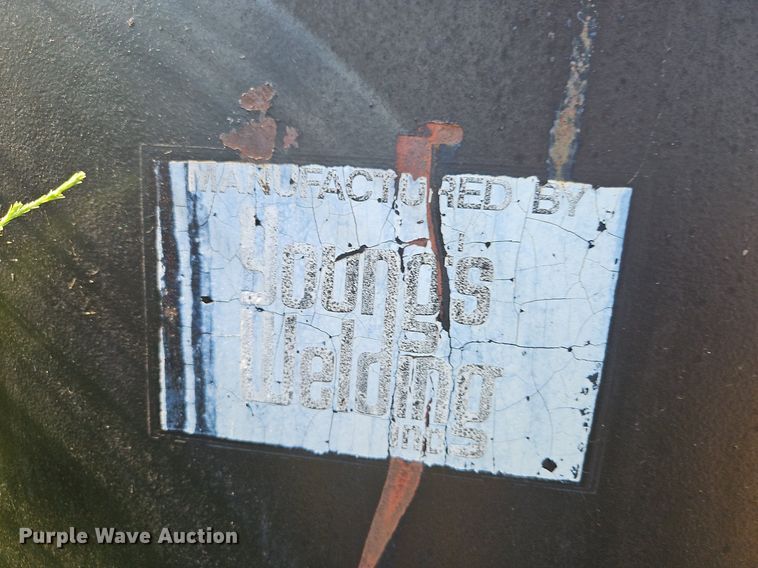 MANUFACTURED BY
Young's
Welding
inc
Purple Wave Auction